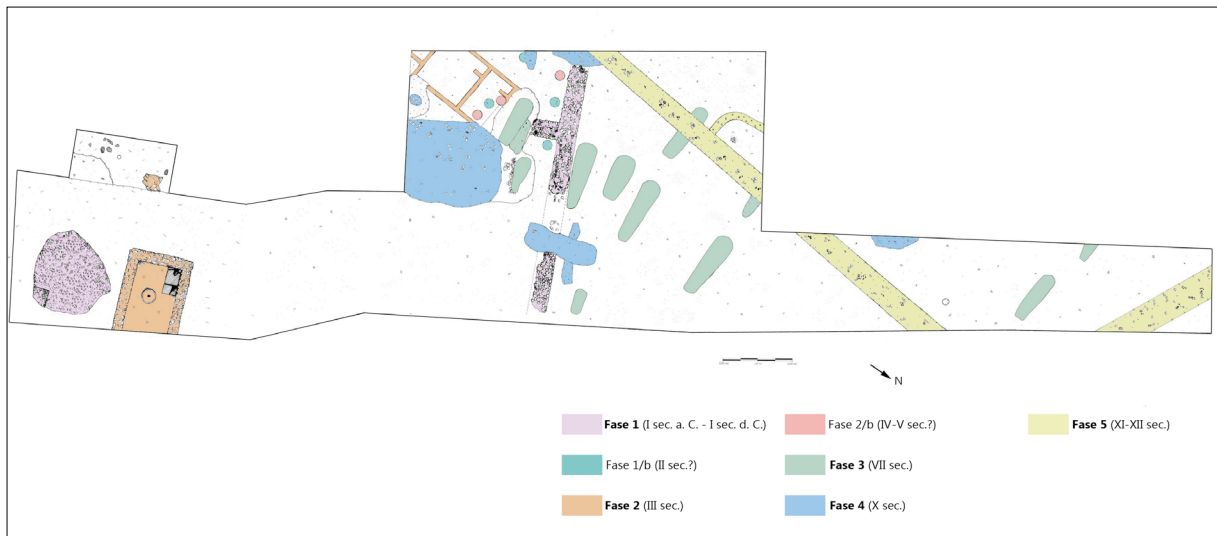 N
Fase 1 (I sec. a. C. - I sec. d. C.)
Fase 1/b (II sec.?)
Fase 2 (III sec.)
Fase 2/b (IV-V sec.?)
Fase 3 (VII sec.)
Fase 4 (X sec.)
Fase 5 (XI-XII sec.)